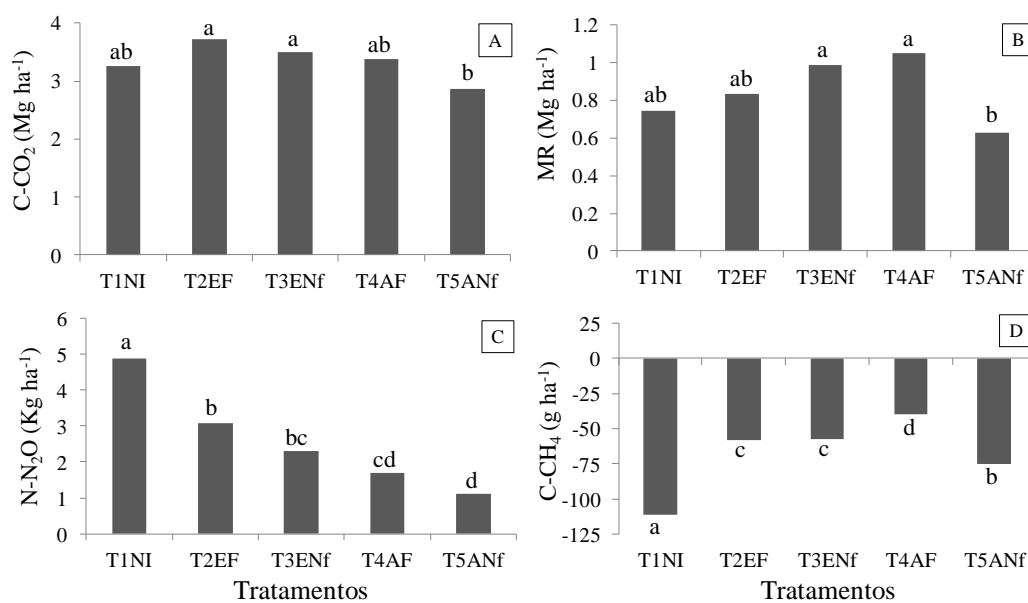 A
C-CO₂ (Mg ha⁻¹)
4
3
2
1
0
ab
a
a
ab
b
T1NI T2EF T3ENf T4AF T5ANf
B
MR (Mg ha⁻¹)
1.2
1
0.8
0.6
0.4
0.2
0
ab
ab
a
a
b
T1NI T2EF T3ENf T4AF T5ANf
C
N-N₂O (Kg ha⁻¹)
6
5
4
3
2
1
0
a
b
bc
cd
d
T1NI T2EF T3ENf T4AF T5ANf
Tratamentos
D
C-CH₄ (g ha⁻¹)
25
0
-25
-50
-75
-100
-125
a
c
c
d
b
T1NI T2EF T3ENf T4AF T5ANf
Tratamentos